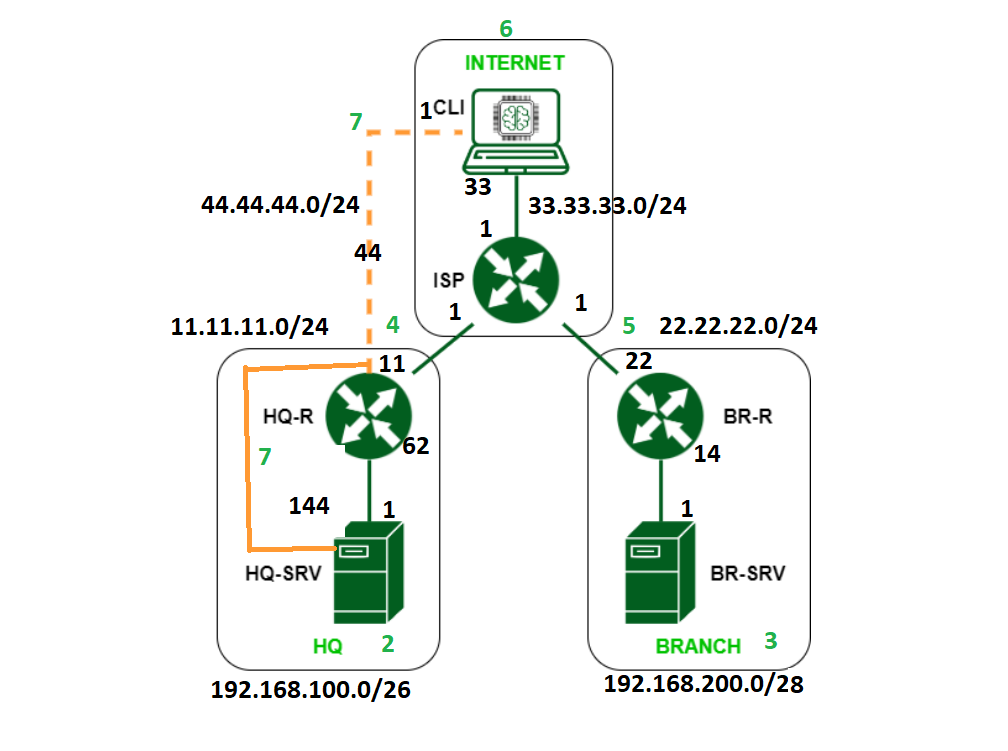 6
INTERNET
1
CLI
7
33
44.44.44.0/24
33.33.33.0/24
1
44
ISP
1
1
11.11.11.0/24
4
5
22.22.22.0/24
11
22
HQ-R
BR-R
62
14
7
144
1
1
HQ-SRV
BR-SRV
HQ
2
BRANCH
3
192.168.100.0/26
192.168.200.0/28